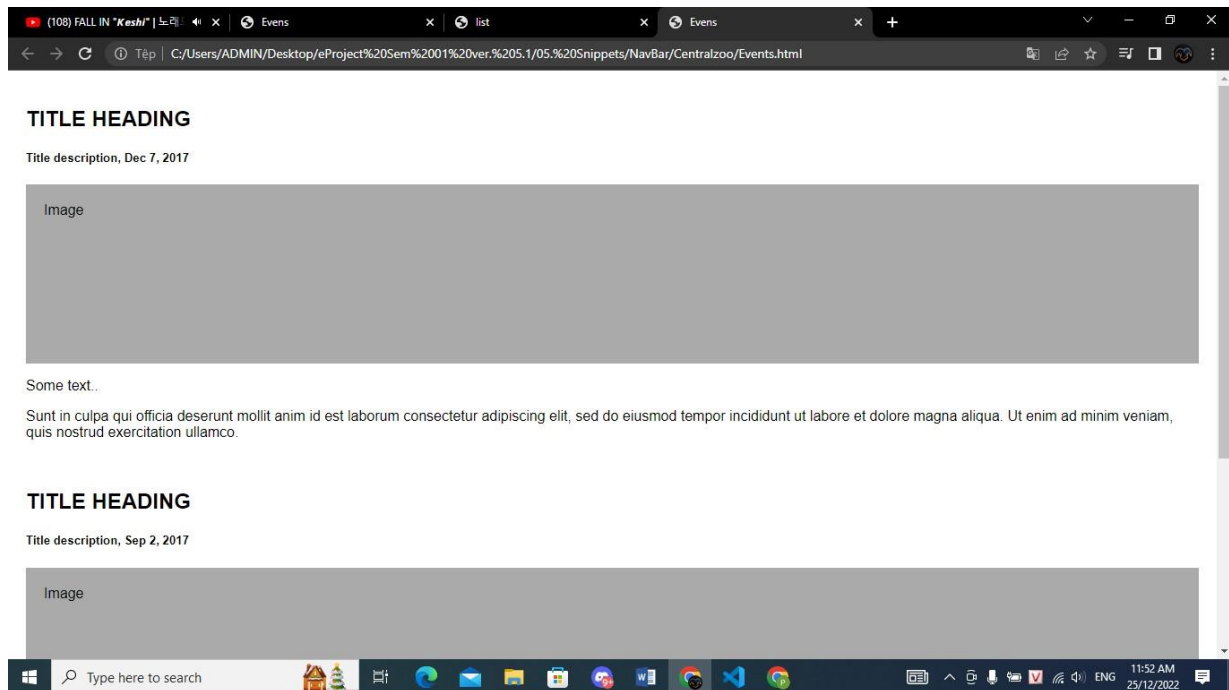 (108) FALL IN "Keshi" | 노래
Evens
list
Evens
Tệp
C:/Users/ADMIN/Desktop/eProject%20Sem%2001%20ver.%205.1/05.%20Snippets/NavBar/Centralzoo/Events.html
TITLE HEADING
Title description, Dec 7, 2017
Image
Some text..
Sunt in culpa qui officia deserunt mollit anim id est laborum consectetur adipiscing elit, sed do eiusmod tempor incididunt ut labore et dolore magna aliqua. Ut enim ad minim veniam,
quis nostrud exercitation ullamco.
TITLE HEADING
Title description, Sep 2, 2017
Image
Type here to search
ENG
11:52 AM
25/12/2022